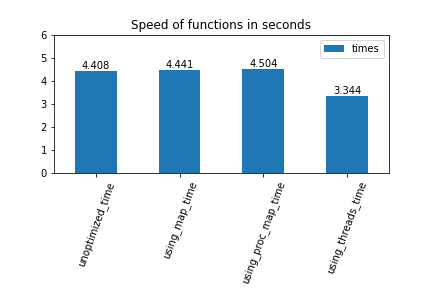 Speed of functions in seconds
6
5
4
3
2
1
0
times
4.408
4.441
4.504
3.344
unoptimized_time
using_map_time
using_proc_map_time
using_threads_time